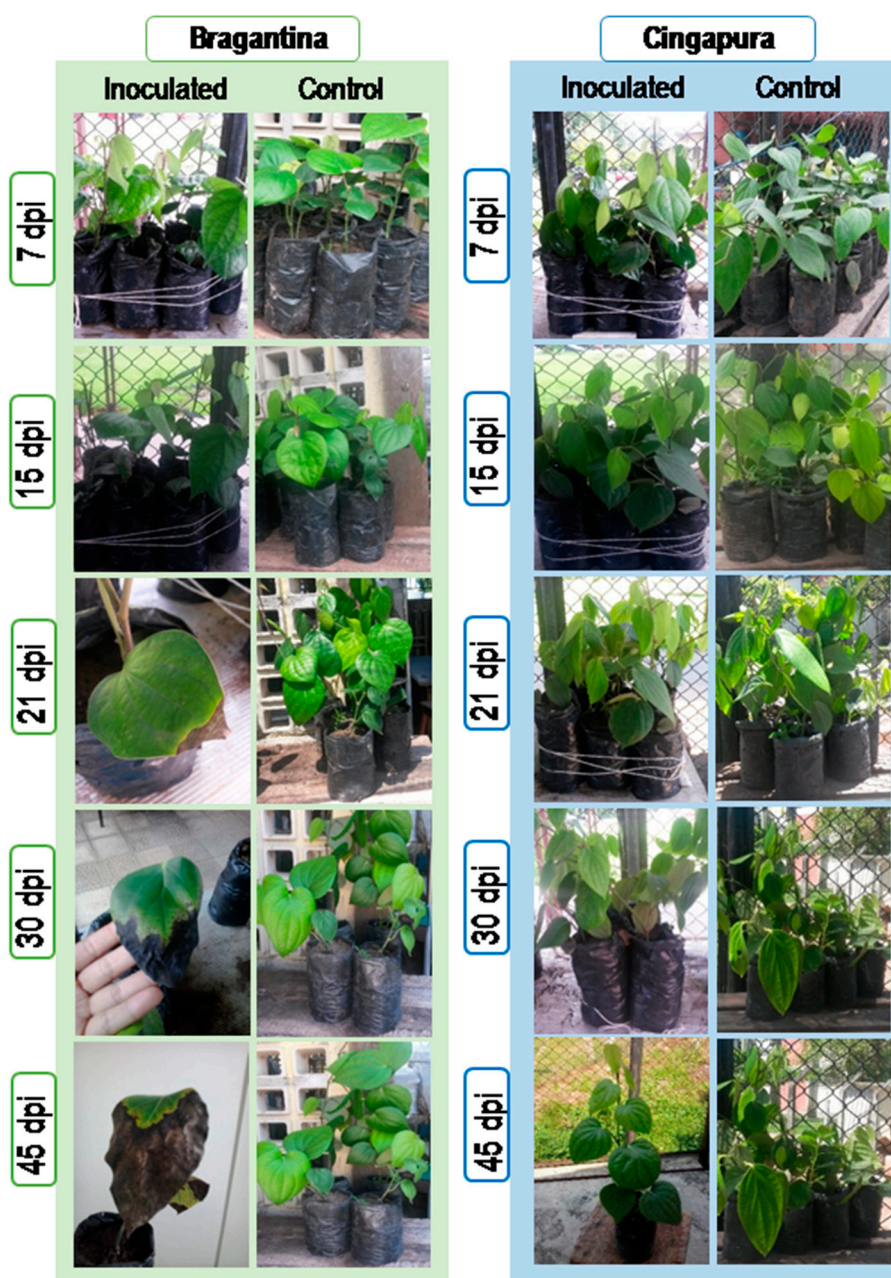 Bragantina
Cingapura
Inoculated
Control
Inoculated
Control
7 dpi
7 dpi
15 dpi
15 dpi
21 dpi
21 dpi
30 dpi
30 dpi
45 dpi
45 dpi